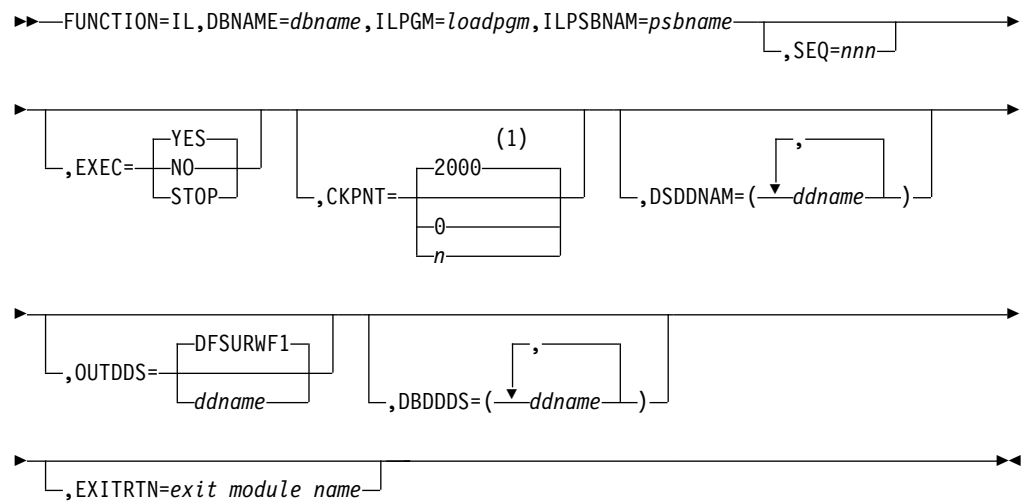 FUNCTION=IL,DBNAME=dbname,ILPGM=loadpgm,ILPSBNAM=psbname
,SEQ=nnn
,EXEC=
YES
NO
STOP
,CKPNT=
(1)
2000
0
n
,DSDDNAM=(
,
ddname
)
,OUTDDS=
DFSURWF1
ddname
,DBDDDS=(
,
ddname
)
,EXITRTN=exit module name